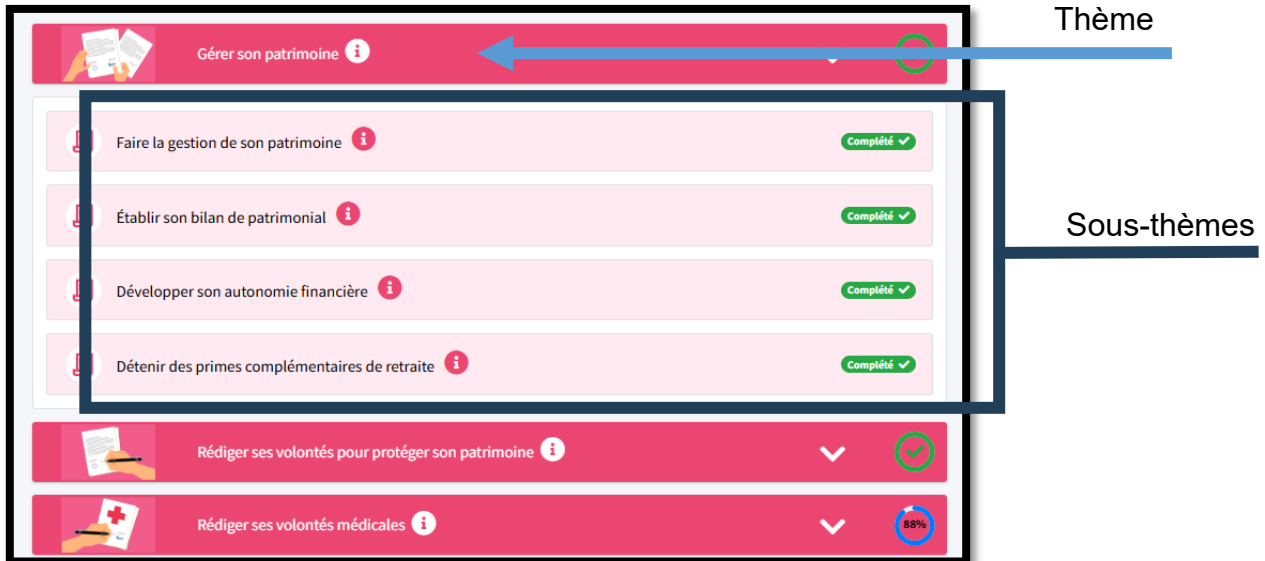 Thème
Gérer son patrimoine
Faire la gestion de son patrimoine
Complété
Établir son bilan de patrimonial
Complété
Sous-thèmes
Développer son autonomie financière
Complété
Détenir des primes complémentaires de retraite
Complété
Rédiger ses volontés pour protéger son patrimoine
Rédiger ses volontés médicales
88%